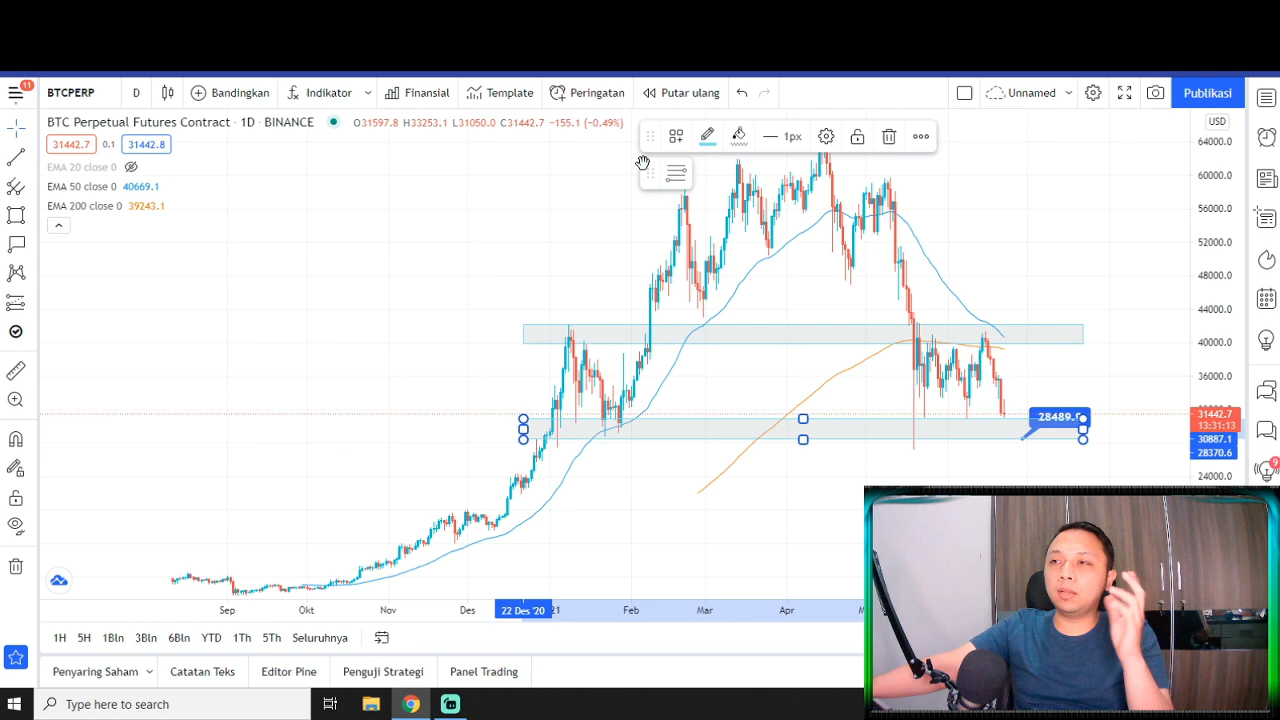 11
BTCPERP D Bandingkan Indikator Finansial Template Peringatan Putar ulang Unnamed Publikasi
BTC Perpetual Futures Contract · 1D · BINANCE O31597.8 H33253.1 L31050.0 C31442.7 −155.1 (−0.49%)
USD
31442.7 0.1 31442.8
1px
EMA 20 close 0
EMA 50 close 0 40669.1
EMA 200 close 0 39243.1
64000.0
60000.0
56000.0
52000.0
48000.0
44000.0
40000.0
36000.0
28489.
31442.7
13:31:13
30887.1
28370.6
24000.0
9
Sep Okt Nov Des 22 Des '20 21 Feb Mar Apr
1H 5H 1Bln 3Bln 6Bln YTD 1Th 5Th Seluruhnya
Penyaring Saham Catatan Teks Editor Pine Penguji Strategi Panel Trading
Type here to search